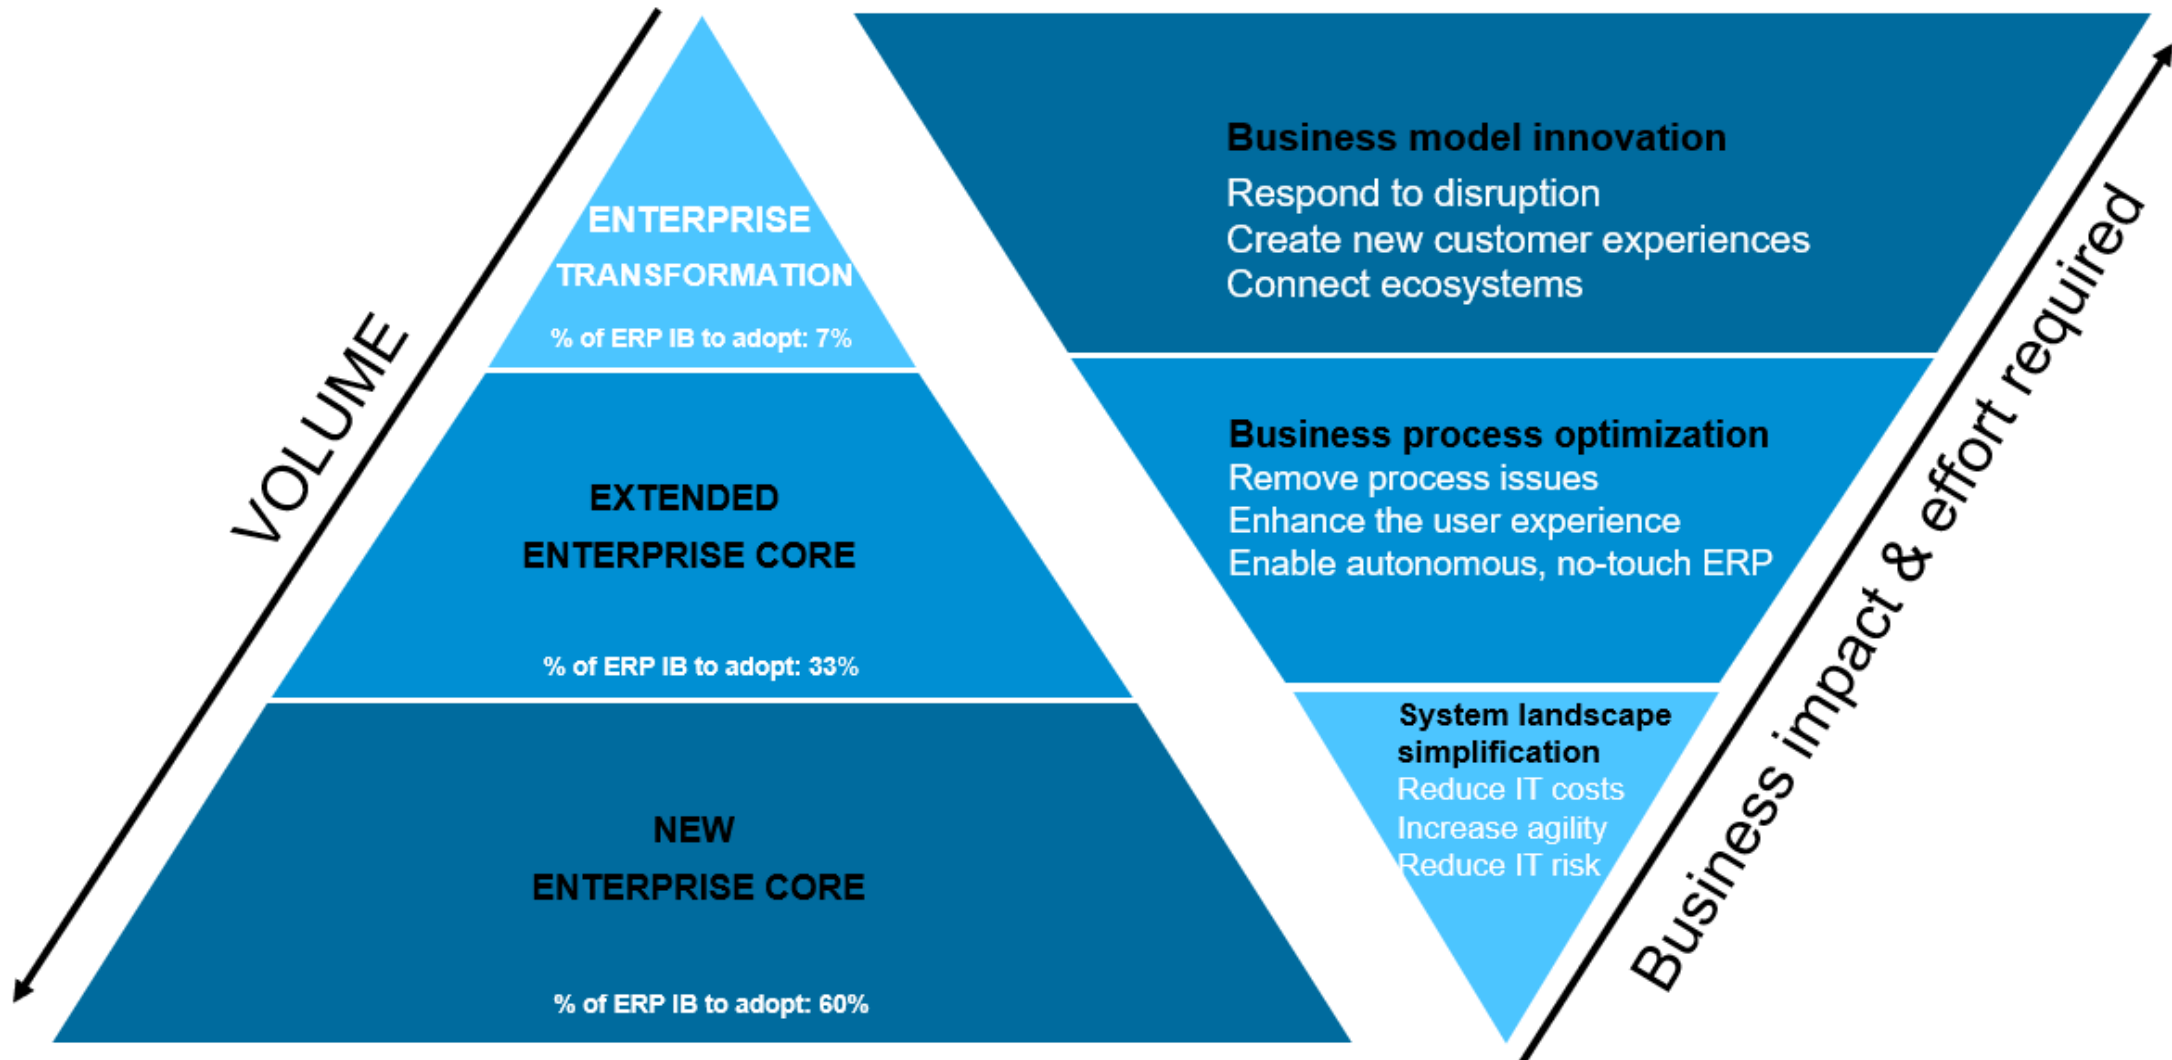 VOLUME
ENTERPRISE
TRANSFORMATION
% of ERP IB to adopt: 7%
EXTENDED
ENTERPRISE CORE
% of ERP IB to adopt: 33%
NEW
ENTERPRISE CORE
% of ERP IB to adopt: 60%
Business model innovation
Respond to disruption
Create new customer experiences
Connect ecosystems
Business process optimization
Remove process issues
Enhance the user experience
Enable autonomous, no-touch ERP
System landscape
simplification
Reduce IT costs
Increase agility
Reduce IT risk
Business impact & effort required